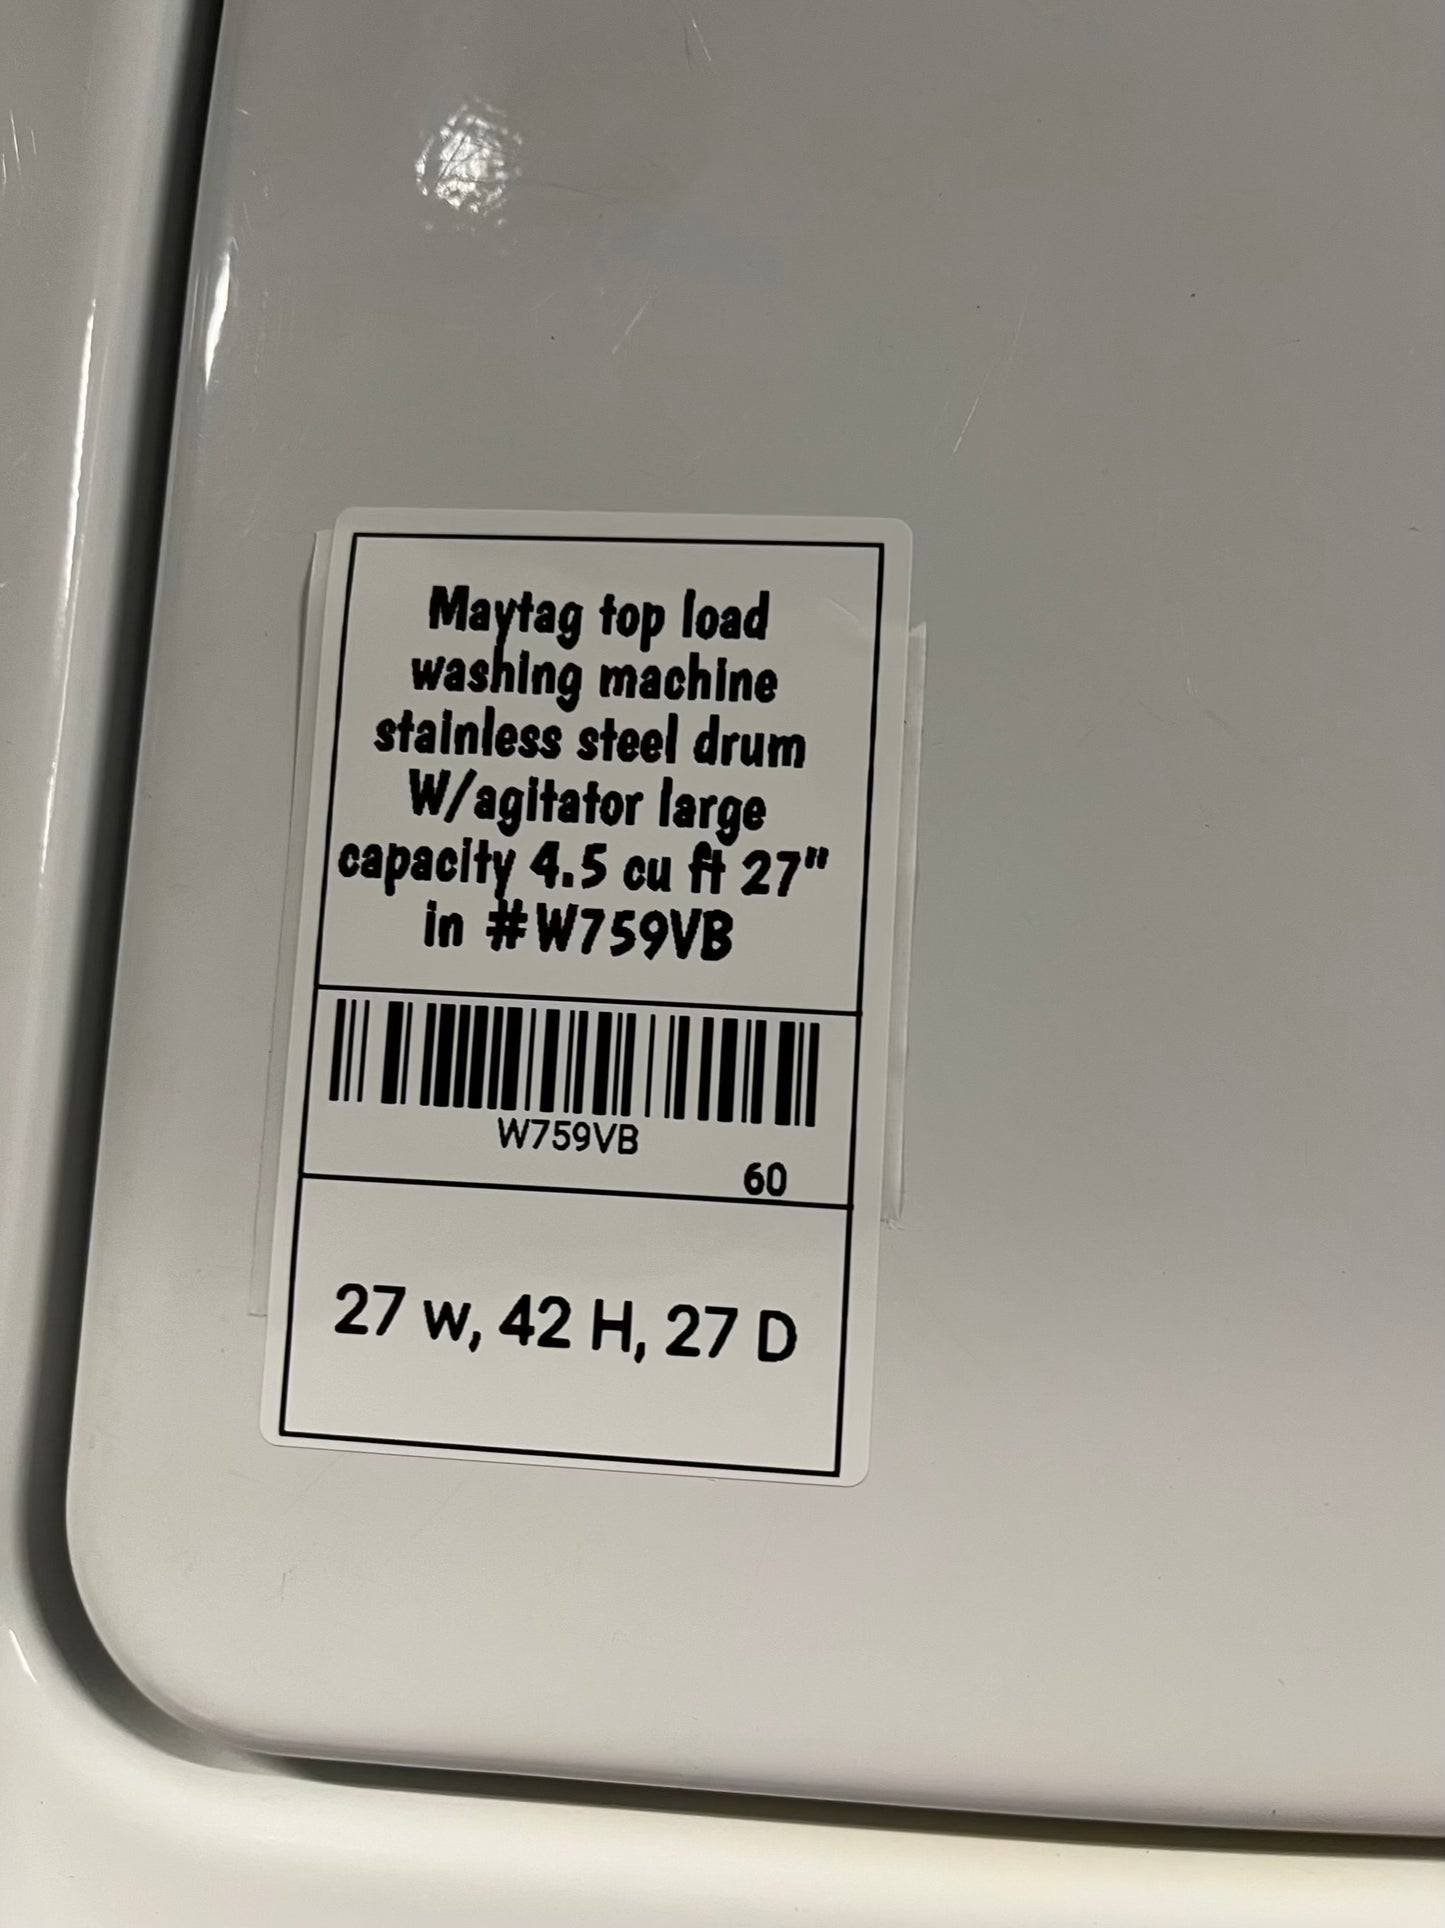 Maytag top load
washing machine
stainless steel drum
W/agitator large
capacity 4.5 cu ft 27"
in #W759VB
W759VB
60
27 w, 42 H, 27 D